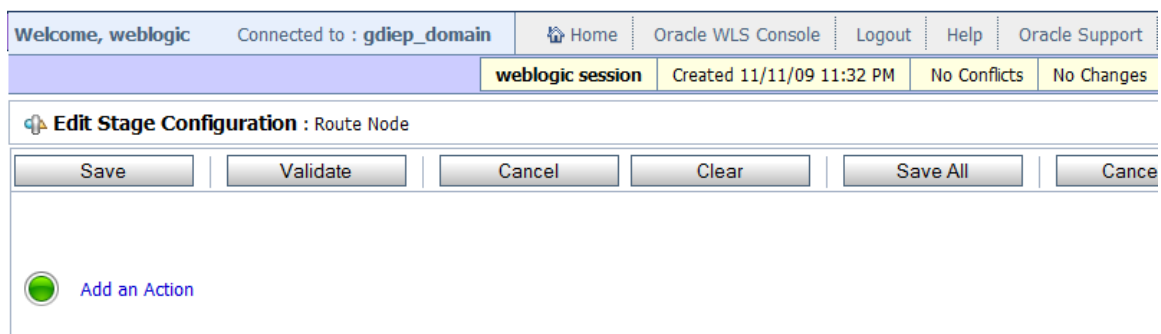 Welcome, weblogic Connected to : gdiep_domain Home Oracle WLS Console Logout Help Oracle Support
weblogic session Created 11/11/09 11:32 PM No Conflicts No Changes
Edit Stage Configuration : Route Node
Save Validate Cancel Clear Save All Cance
Add an Action